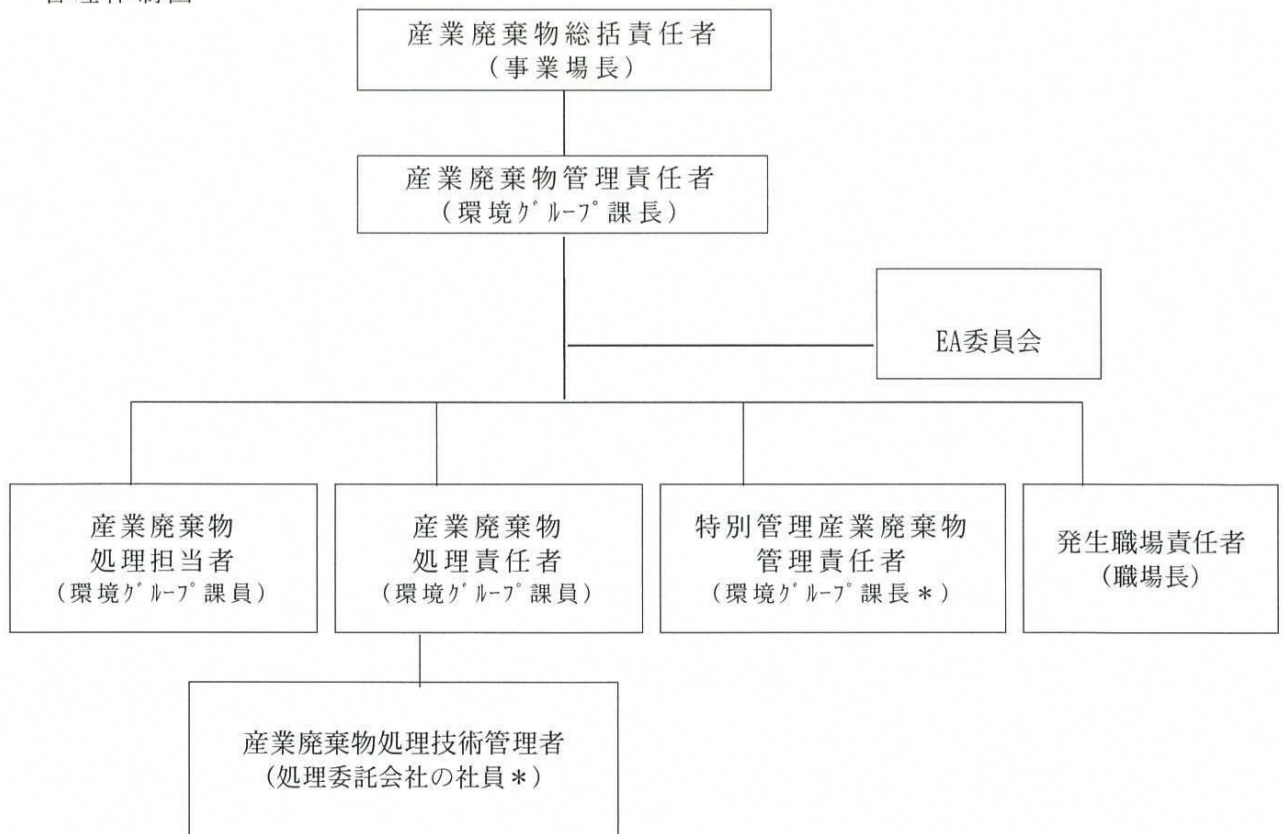 産業廃棄物総括責任者
(事業場長)
産業廃棄物管理責任者
(環境ｸﾞﾙｰﾌﾟ課長)
EA委員会
産業廃棄物
処理担当者
(環境ｸﾞﾙｰﾌﾟ課員)
産業廃棄物
処理責任者
(環境ｸﾞﾙｰﾌﾟ課員)
特別管理産業廃棄物
管理責任者
(環境ｸﾞﾙｰﾌﾟ課長＊)
発生職場責任者
(職場長)
産業廃棄物処理技術管理者
(処理委託会社の社員＊)